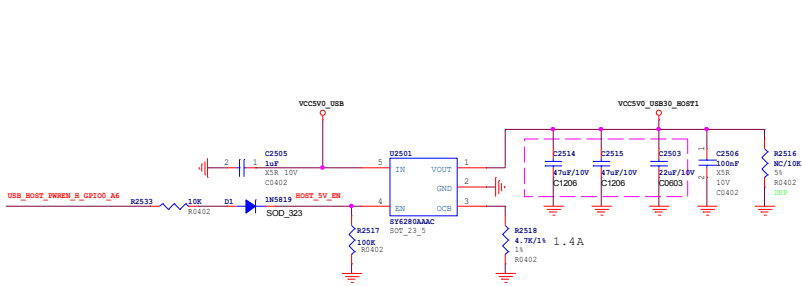 VCC5V0_USB
VCC5V0_USB30_HOST1
C2505
2
1
1uF
X5R 10V
C0402
U2501
5
IN
VOUT
1
GND
2
4
EN
OCB
3
SY6280AAAC
SOT_23_5
USB_HOST_PWREN_H_GPIO0_A6
R2533
10K
R0402
D1
1N5819
SOD_323
HOST_5V_EN
R2517
100K
R0402
R2518
4.7K/1%
1%
R0402
1.4A
C2514
47uF/10V
C1206
C2515
47uF/10V
C1206
C2503
22uF/10V
C0603
1
2
C2506
100nF
X5R
10V
C0402
R2516
NC/10K
5%
R0402
DNP